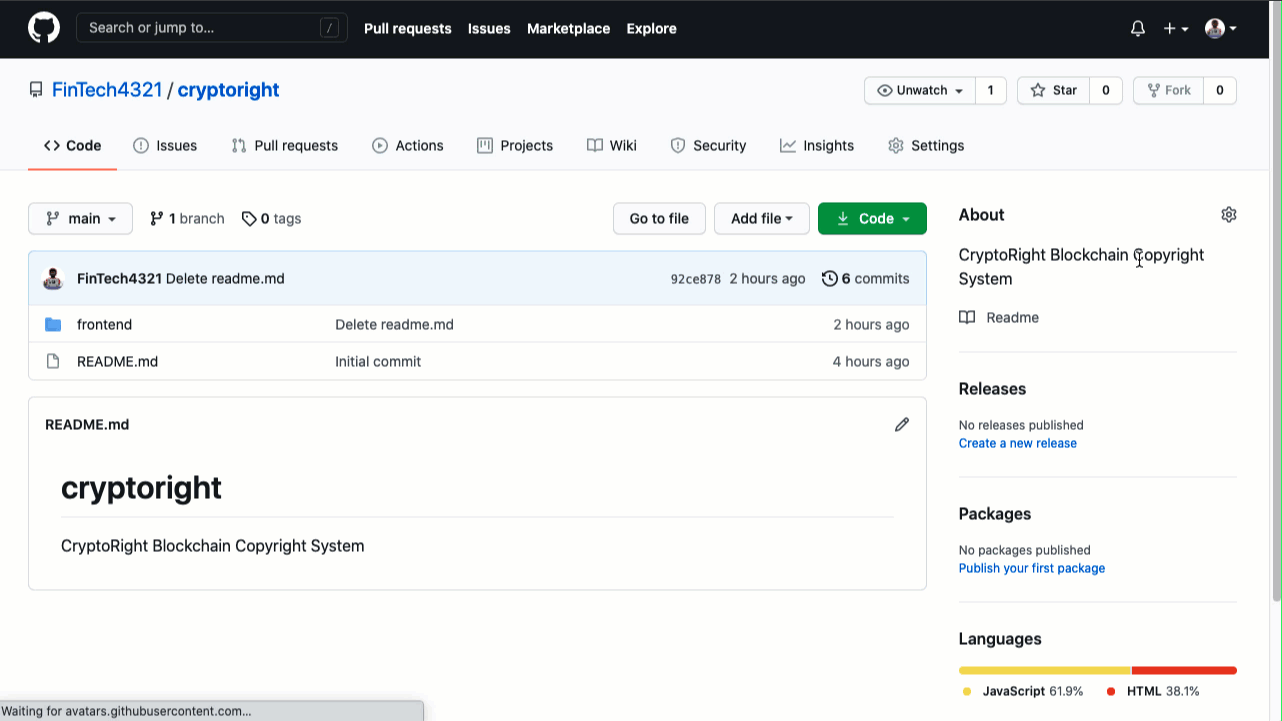 Search or jump to... /
Pull requests Issues Marketplace Explore
FinTech4321 / cryptoright
Unwatch 1 Star 0 Fork 0
Code Issues Pull requests Actions Projects Wiki Security Insights Settings
main 1 branch 0 tags Go to file Add file Code
FinTech4321 Delete readme.md 92ce878 2 hours ago 6 commits
frontend Delete readme.md 2 hours ago
README.md Initial commit 4 hours ago
README.md
cryptoright
CryptoRight Blockchain Copyright System
About
CryptoRight Blockchain Copyright
System
Readme
Releases
No releases published
Create a new release
Packages
No packages published
Publish your first package
Languages
JavaScript 61.9% HTML 38.1%
Waiting for avatars.githubusercontent.com...